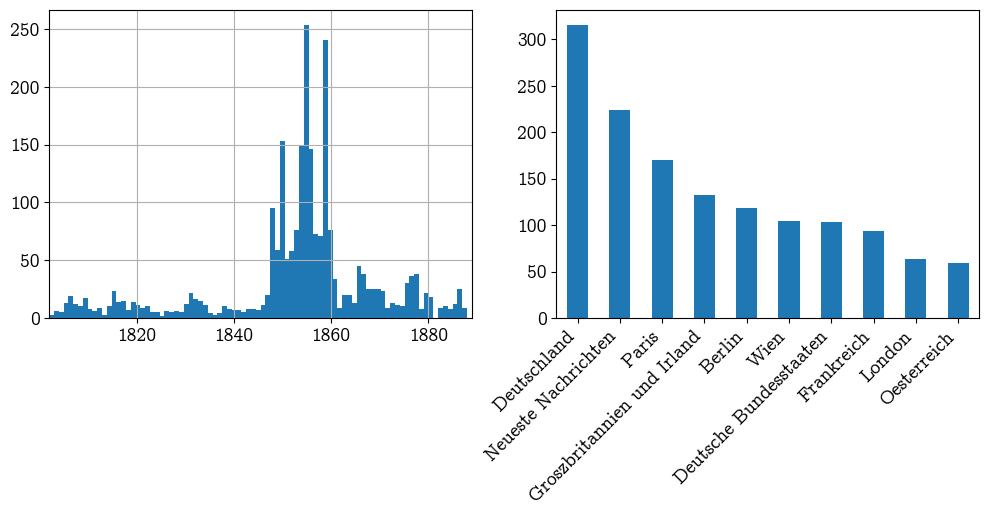 250
200
150
100
50
0
1820
1840
1860
1880
300
250
200
150
100
50
0
Deutschland
Neueste Nachrichten
Paris
Groszbritannien und Irland
Berlin
Wien
Deutsche Bundesstaaten
Frankreich
London
Oesterreich